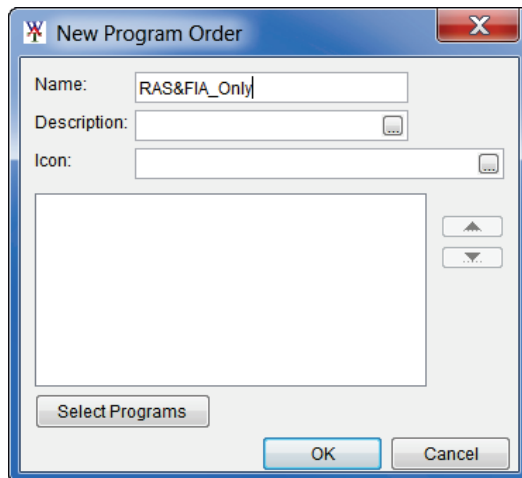 New Program Order
Name: RAS&FIA_Only
Description: ...
Icon: ...
Select Programs
OK Cancel